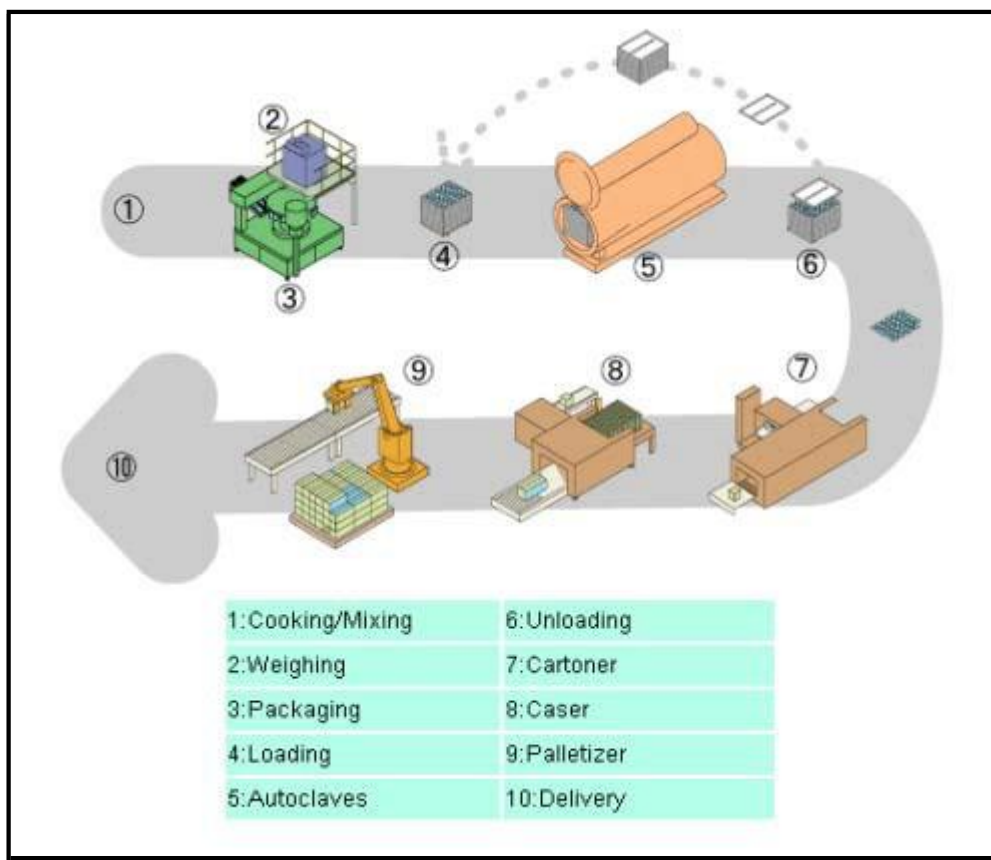 ②
①
④
⑤
⑥
③
⑨
⑧
⑦
⑩
1:Cooking/Mixing 6:Unloading
2:Weighing 7:Cartoner
3:Packaging 8:Caser
4:Loading 9:Palletizer
5:Autoclaves 10:Delivery